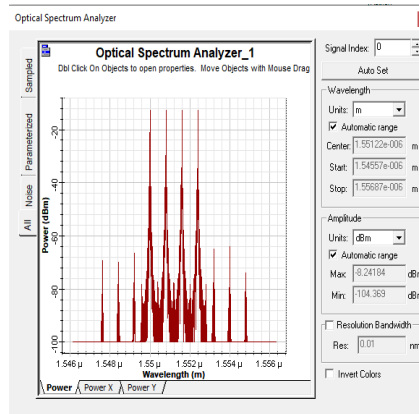 Optical Spectrum Analyzer
Optical Spectrum Analyzer_1
Dbl Click On Objects to open properties. Move Objects with Mouse Drag
Sampled
Parameterized
Noise
All
Power (dBm)
-20
-40
-60
-80
-100
1.546 µ 1.548 µ 1.55 µ 1.552 µ 1.554 µ 1.556 µ
Wavelength (m)
Power Power X Power Y
Signal Index: 0
Auto Set
Wavelength
Units: m
Automatic range
Center: 1.55122e-006 m
Start: 1.54557e-006 m
Stop: 1.55687e-006 m
Amplitude
Units: dBm
Automatic range
Max: -8.24184 dBm
Min: -104.369 dBm
Resolution Bandwidth
Res: 0.01 nm
Invert Colors